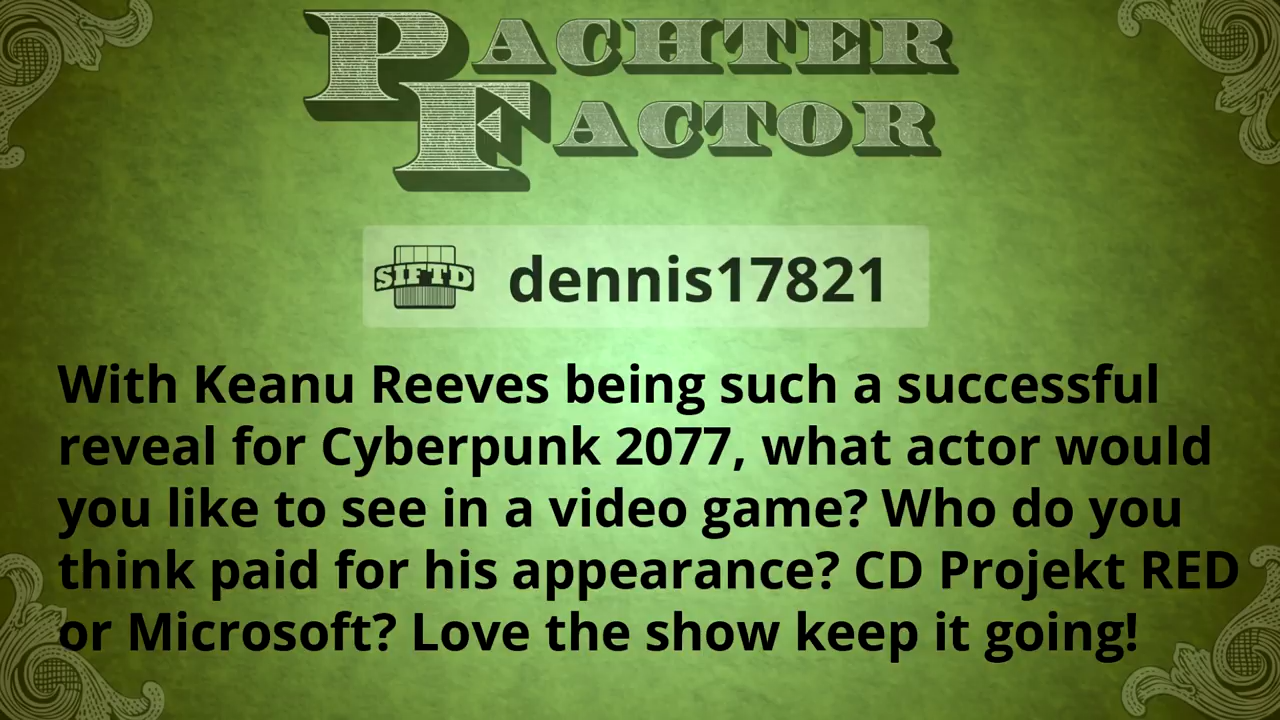 PACHTER
FACTOR
SIFTD dennis17821
With Keanu Reeves being such a successful
reveal for Cyberpunk 2077, what actor would
you like to see in a video game? Who do you
think paid for his appearance? CD Projekt RED
or Microsoft? Love the show keep it going!